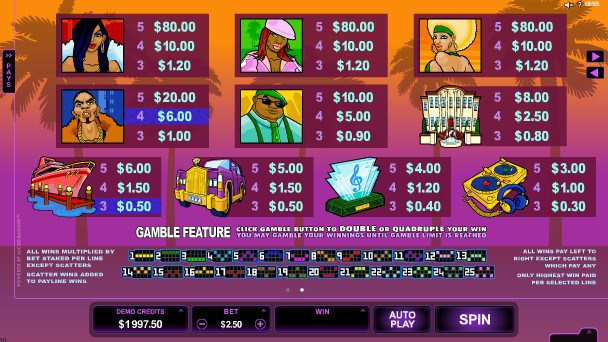 13:55
>> PAYS
5 $80.00 5 $80.00 5 $80.00
4 $10.00 4 $10.00 4 $10.00
3 $1.20 3 $1.20 3 $1.20
5 $20.00 5 $10.00 5 $8.00
4 $6.00 4 $5.00 4 $2.50
3 $1.00 3 $0.90 3 $0.80
5 $6.00 5 $5.00 5 $4.00 5 $3.00
4 $1.50 4 $1.50 4 $1.20 4 $1.00
3 $0.50 3 $0.50 3 $0.40 3 $0.30
GAMBLE FEATURE CLICK GAMBLE BUTTON TO DOUBLE OR QUADRUPLE YOUR WIN
YOU MAY GAMBLE YOUR WINNINGS UNTIL GAMBLE LIMIT IS REACHED
ALL WINS MULTIPLIED BY
BET STAKED PER LINE
EXCEPT SCATTERS
SCATTER WINS ADDED
TO PAYLINE WINS
1 2 3 4 5 6 7 8 9 10 11 12 13
14 15 16 17 18 19 20 21 22 23 24 25
ALL WINS PAY LEFT TO
RIGHT EXCEPT SCATTERS
WHICH PAY ANY
ONLY HIGHEST WIN PAID
PER SELECTED LINE
DEMO CREDITS
$1997.50
BET
$2.50
WIN
AUTO
PLAY
SPIN